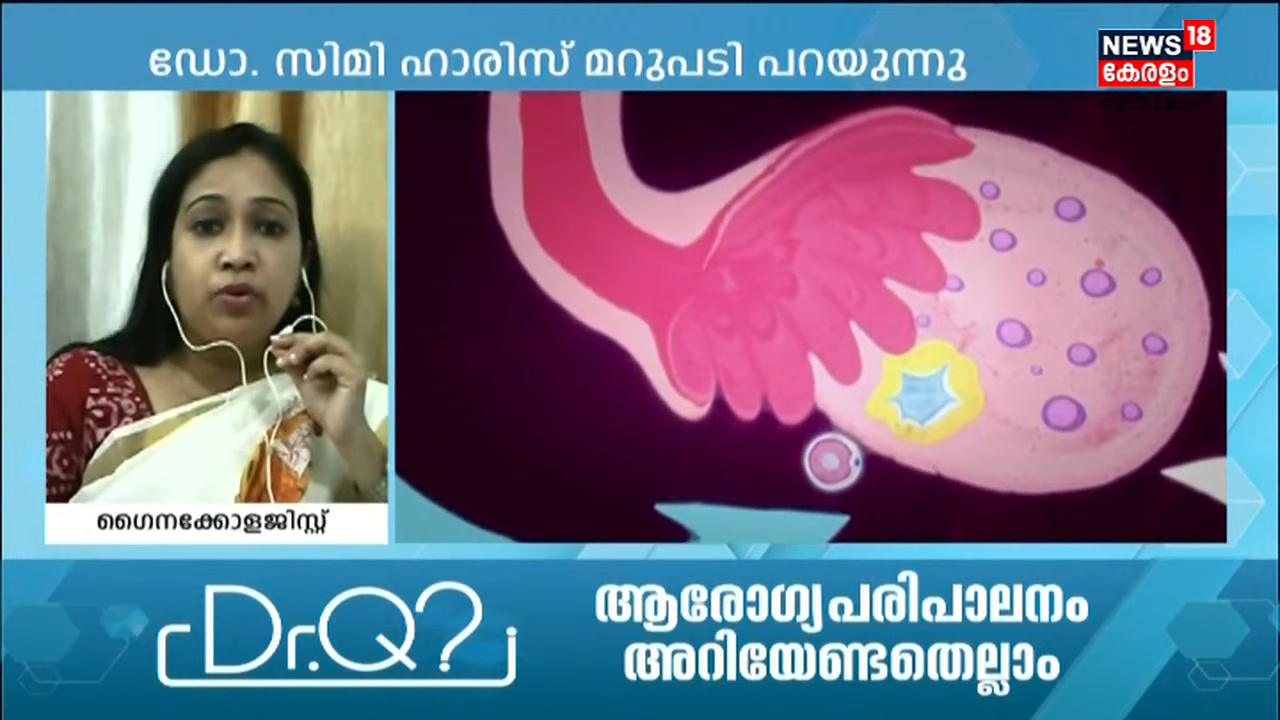 ഡോ. സിമി ഹാരിസ് മറുപടി പറയുന്നു
NEWS 18
കേരളം
ഗൈനക്കോളജിസ്റ്റ്
Dr.Q?
ആരോഗ്യപരിപാലനം
അറിയേണ്ടതെല്ലാം